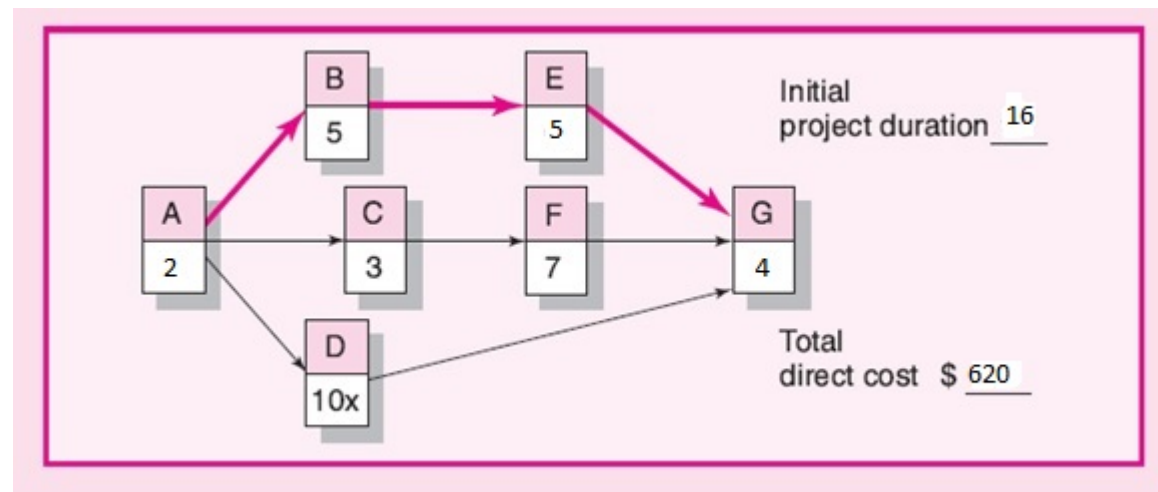 B
5
E
5
Initial
project duration 16
A
2
C
3
F
7
G
4
D
10x
Total
direct cost $ 620